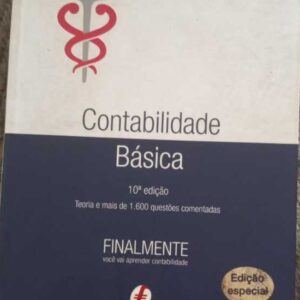 Contabilidade
Básica
10ª edição
Teoria e mais de 1.600 questões comentadas
FINALMENTE
você vai aprender contabilidade
Edição
especial